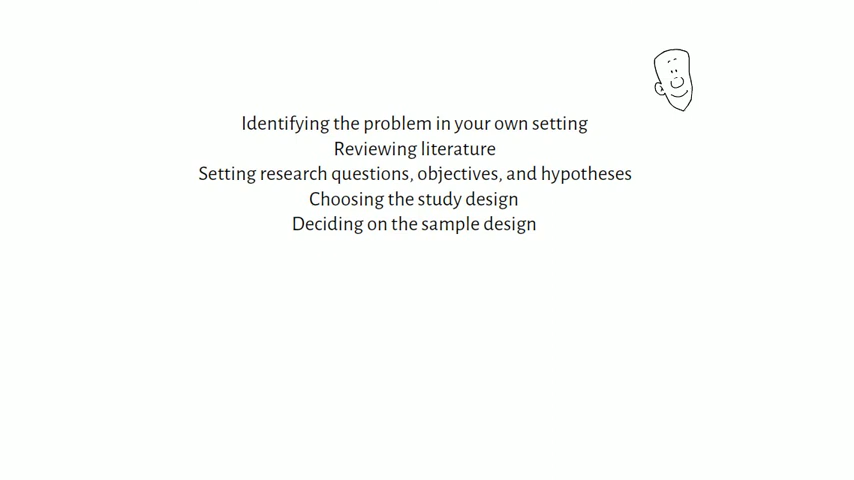 Identifying the problem in your own setting
Reviewing literature
Setting research questions, objectives, and hypotheses
Choosing the study design
Deciding on the sample design